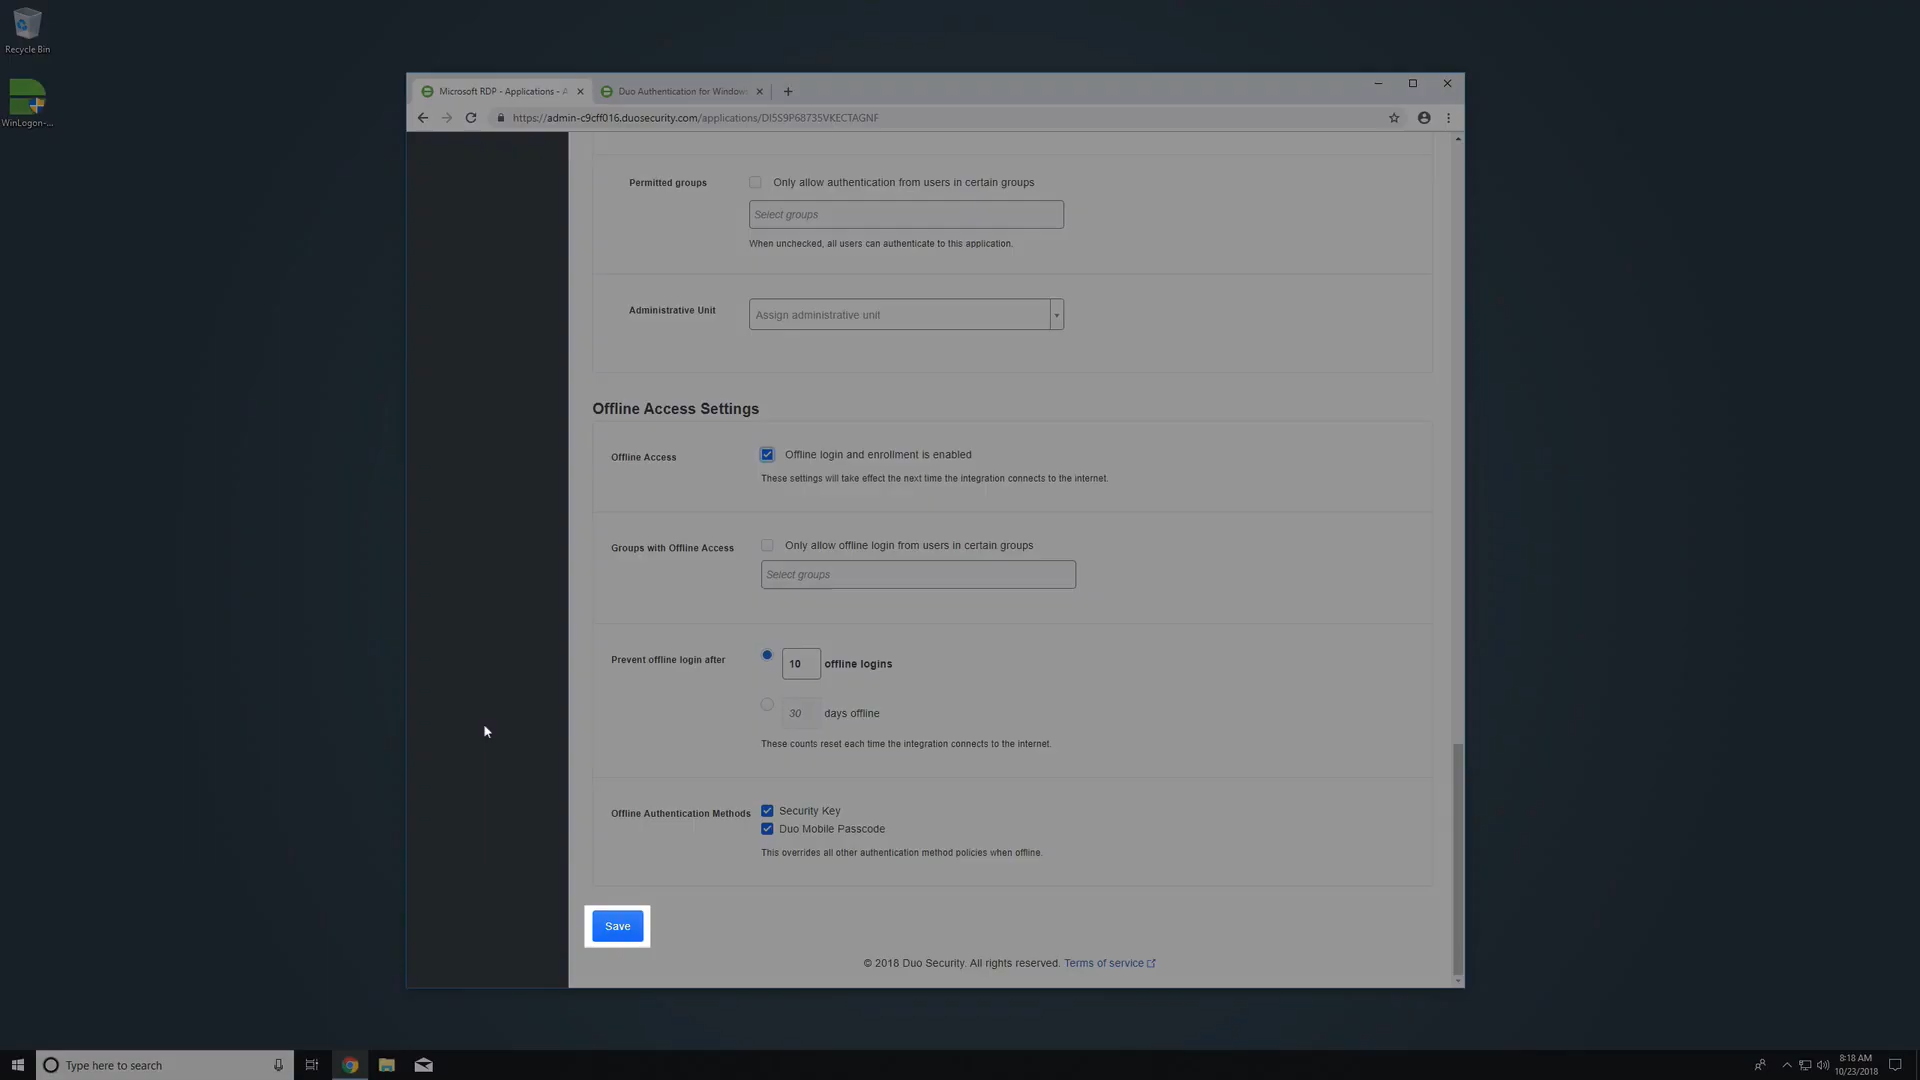 Recycle Bin
WinLogon-...
Microsoft RDP - Applications - A
Duo Authentication for Window
https://admin-c9cff016.duosecurity.com/applications/DI5S9P68735VKECTAGNF
Permitted groups
Only allow authentication from users in certain groups
Select groups
When unchecked, all users can authenticate to this application.
Administrative Unit
Assign administrative unit
Offline Access Settings
Offline Access
Offline login and enrollment is enabled
These settings will take effect the next time the integration connects to the internet.
Groups with Offline Access
Only allow offline login from users in certain groups
Select groups
Prevent offline login after
10 offline logins
30 days offline
These counts reset each time the integration connects to the internet.
Offline Authentication Methods
Security Key
Duo Mobile Passcode
This overrides all other authentication method policies when offline.
Save
© 2018 Duo Security. All rights reserved. Terms of service
Type here to search
8:18 AM
10/23/2018